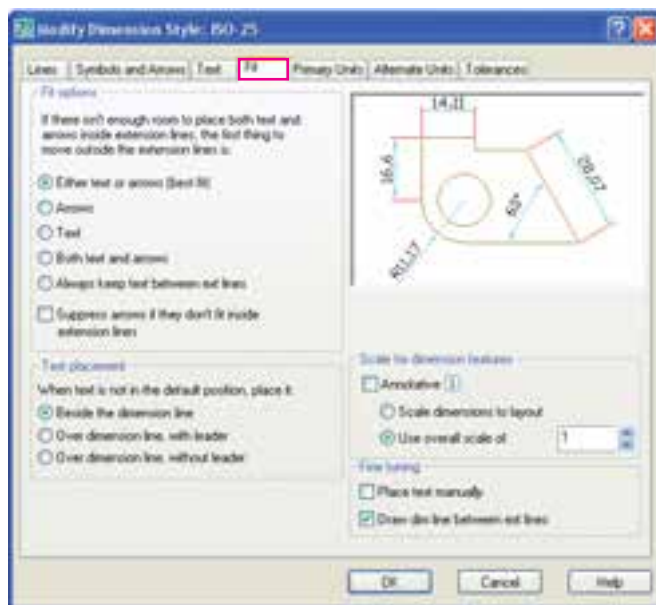 Modify Dimension Style: ISO-25
Lines Symbols and Arrows Text Fit Primary Units Alternate Units Tolerances
Fit options
If there isn't enough room to place both text and
arrows inside extension lines, the first thing to
move outside the extension lines is:
Either text or arrows (best fit)
Arrows
Text
Both text and arrows
Always keep text between ext lines
Suppress arrows if they don't fit inside
extension lines
Text placement
When text is not in the default position, place it:
Beside the dimension line
Over dimension line, with leader
Over dimension line, without leader
14,11
16,6
28,07
60°
R11,17
Scale for dimension features
Annotative
Scale dimensions to layout
Use overall scale of: 1
Fine tuning
Place text manually
Draw dim line between ext lines
OK Cancel Help